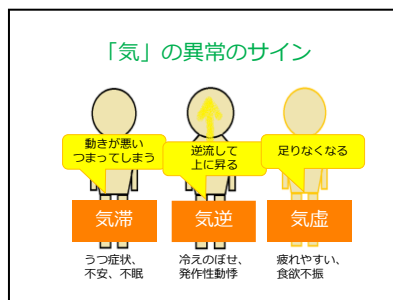 「気」の異常のサイン
動きが悪い
つまってしまう
逆流して
上に昇る
足りなくなる
気滞
気逆
気虚
うつ症状、
不安、不眠
冷えのぼせ、
発作性動悸
疲れやすい、
食欲不振